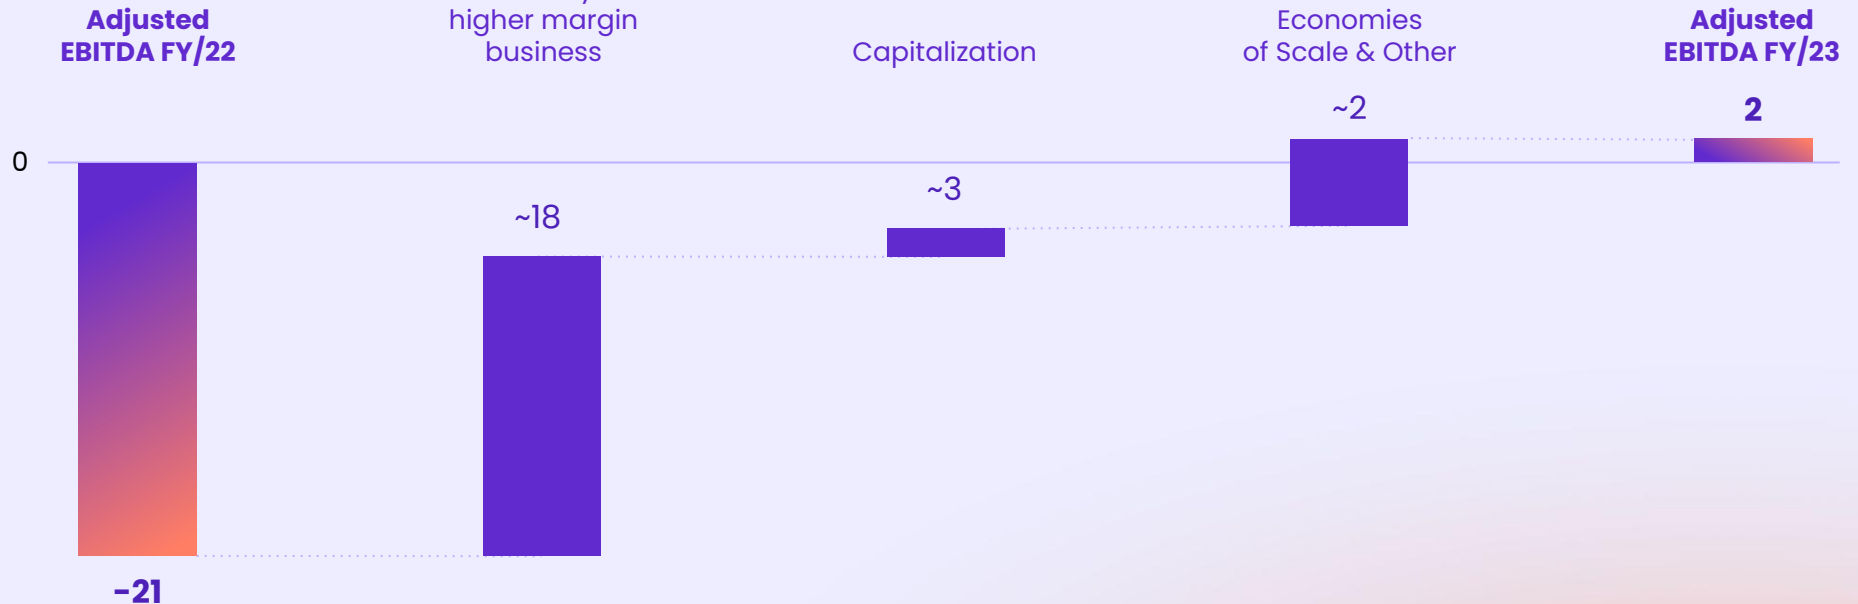 Adjusted
EBITDA FY/22
higher margin
business
Capitalization
Economies
of Scale & Other
Adjusted
EBITDA FY/23
0
-21
~18
~3
~2
2